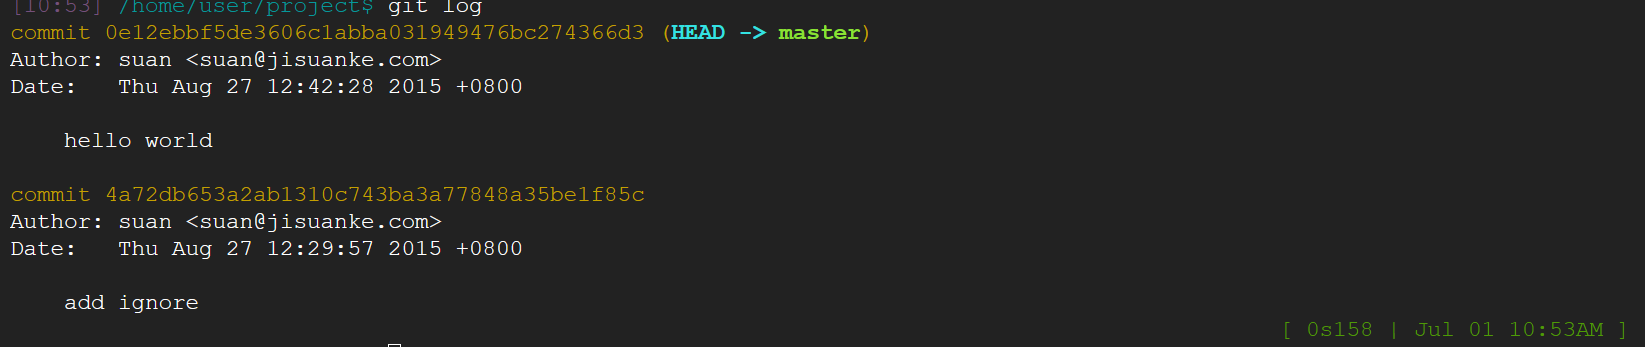 [10:53] /home/user/project$ git log
commit 0e12ebbf5de3606c1abba031949476bc274366d3 (HEAD -> master)
Author: suan <suan@jisuanke.com>
Date:   Thu Aug 27 12:42:28 2015 +0800
    hello world
commit 4a72db653a2ab1310c743ba3a77848a35be1f85c
Author: suan <suan@jisuanke.com>
Date:   Thu Aug 27 12:29:57 2015 +0800
    add ignore
[ 0s158 | Jul 01 10:53AM ]